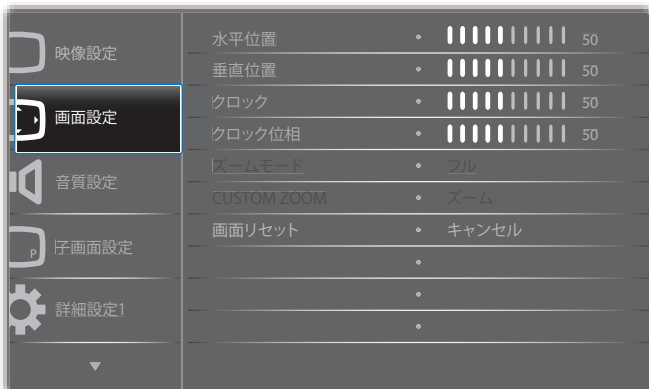 映像設定
画面設定
音質設定
P
子画面設定
詳細設定1
水平位置 • 50
垂直位置 • 50
クロック • 50
クロック位相 • 50
ズームモード • フル
CUSTOM ZOOM • ズーム
画面リセット • キャンセル